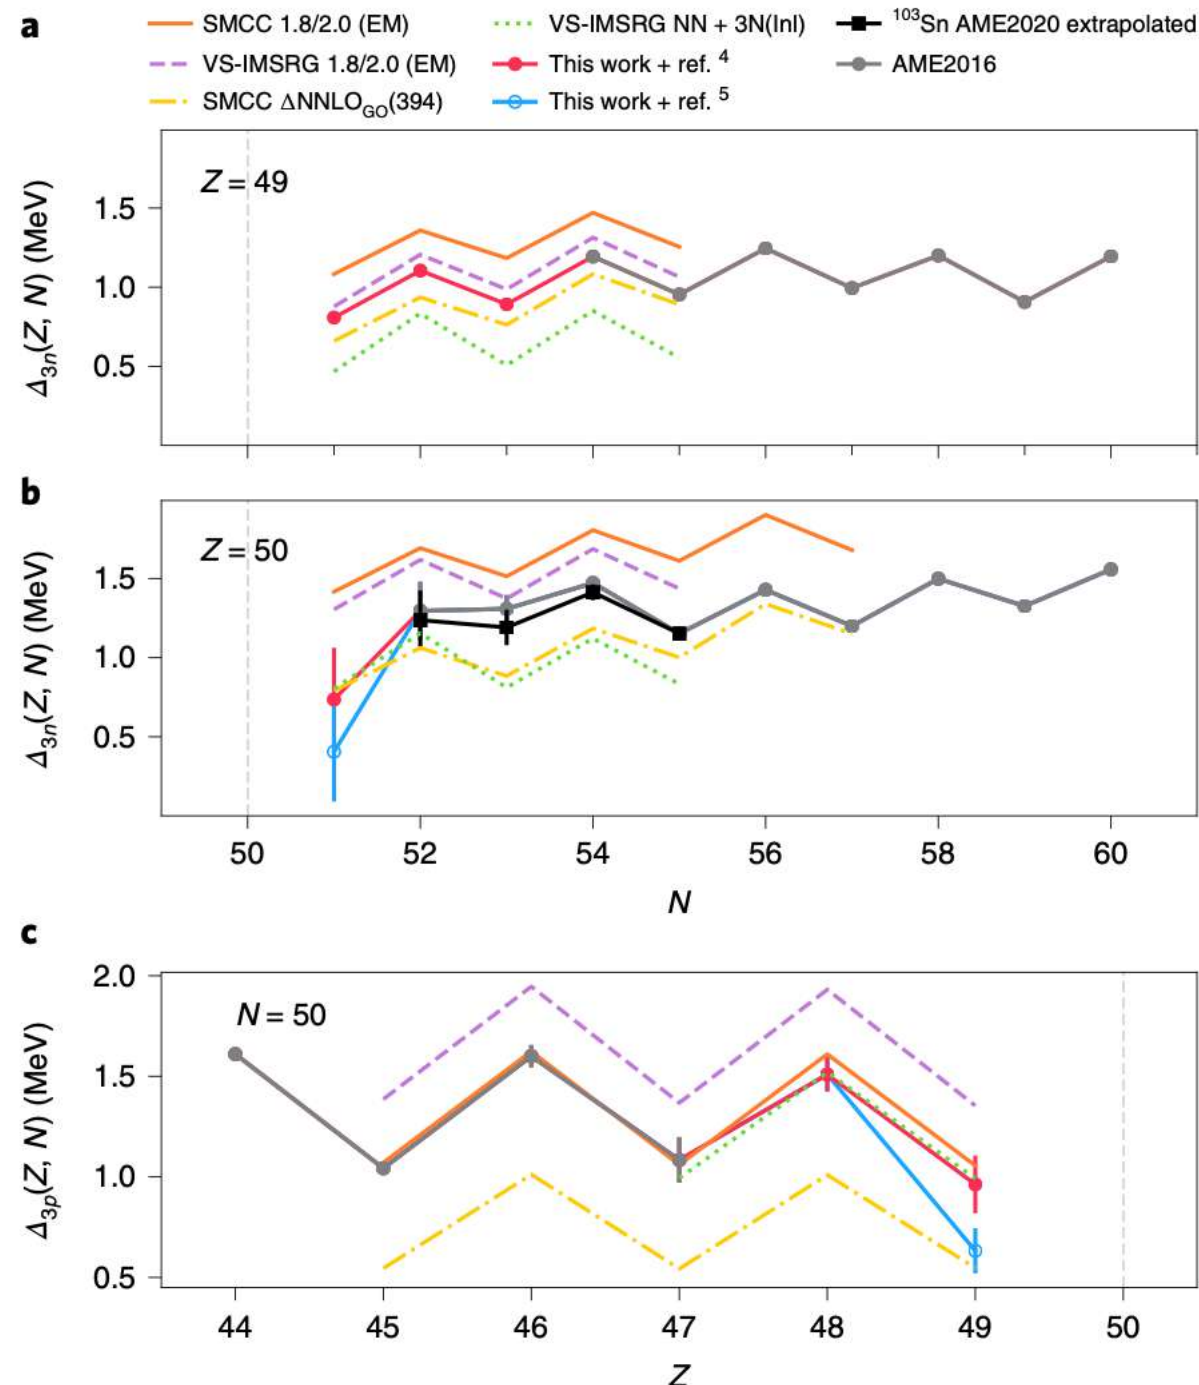 a
SMCC 1.8/2.0 (EM)
VS-IMSRG NN + 3N(lnl)
¹⁰³Sn AME2020 extrapolated
VS-IMSRG 1.8/2.0 (EM)
This work + ref. ⁴
AME2016
SMCC ΔNNLO_GO(394)
This work + ref. ⁵
Z = 49
Δ3n(Z, N) (MeV)
1.5
1.0
0.5
b
Z = 50
Δ3n(Z, N) (MeV)
1.5
1.0
0.5
50 52 54 56 58 60
N
c
N = 50
Δ3p(Z, N) (MeV)
2.0
1.5
1.0
0.5
44 45 46 47 48 49 50
Z